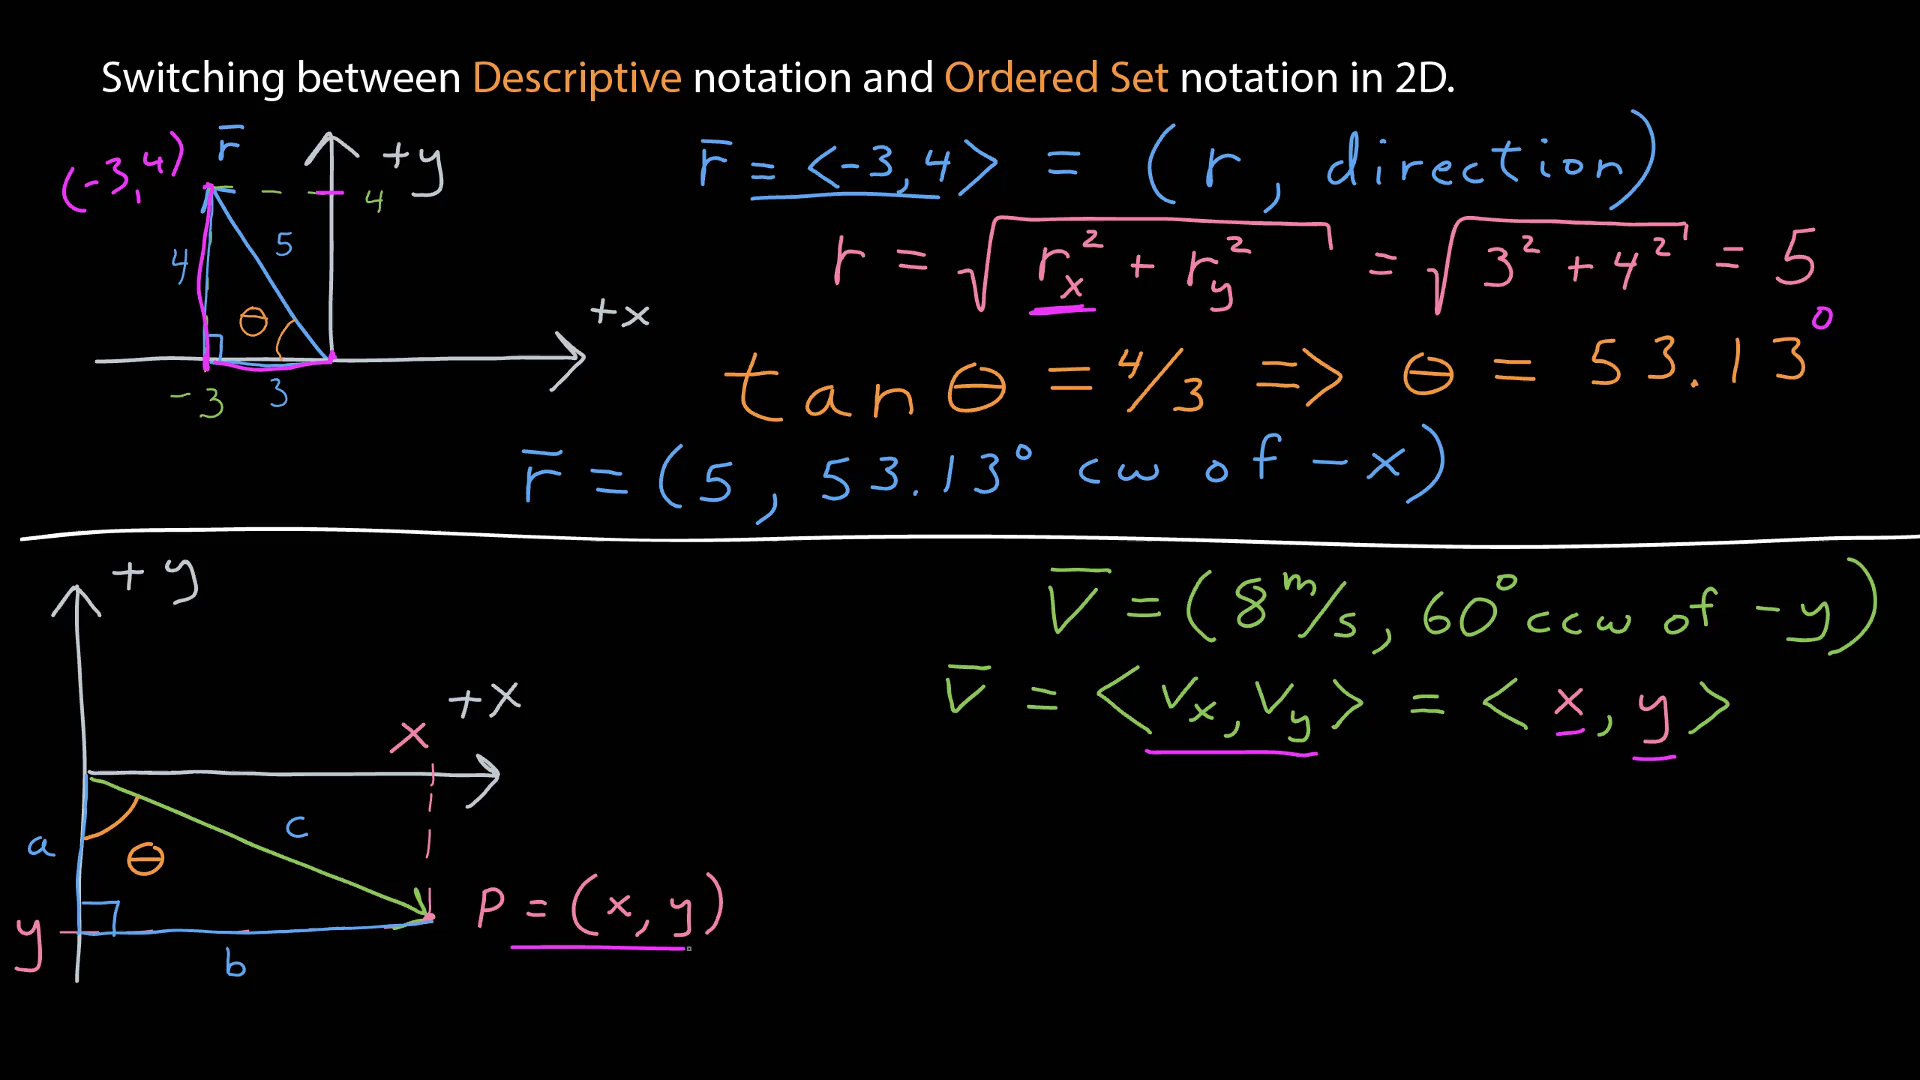 Switching between Descriptive notation and Ordered Set notation in 2D.
(-3,4)
r̅
+y
4
4
5
θ
+x
-3
3
r̅ = <-3,4> = (r, direction)
r = √(rₓ² + r_y²) = √(3² + 4²) = 5
tan θ = 4/3 => θ = 53.13°
r̅ = (5, 53.13° cw of -x)
+y
+x
x
a
c
θ
y
b
P = (x, y)
V̅ = (8 m/s, 60° ccw of -y)
V̅ = <Vₓ, V_y> = <x, y>